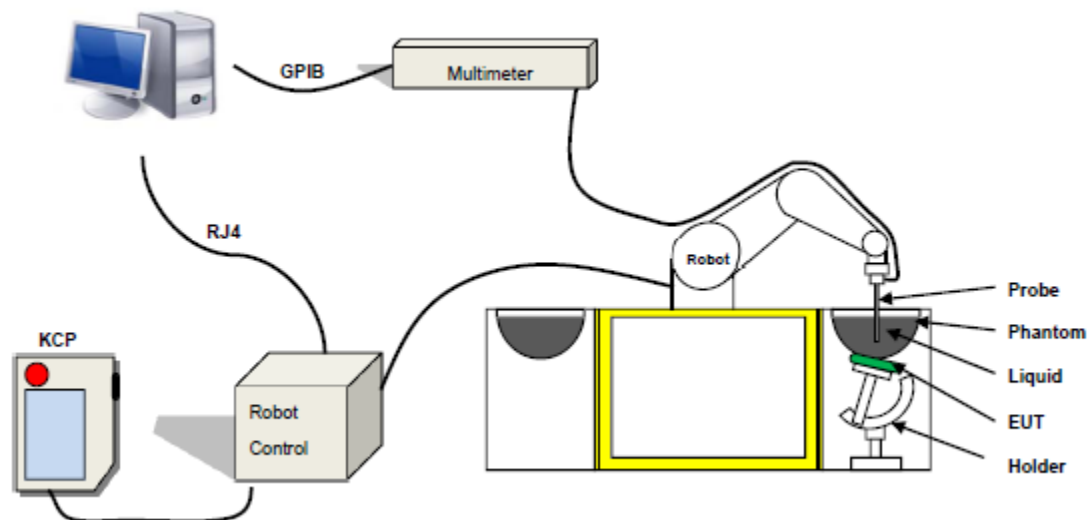 GPIB
Multimeter
RJ4
Robot
Probe
Phantom
KCP
Liquid
Robot
Control
EUT
Holder